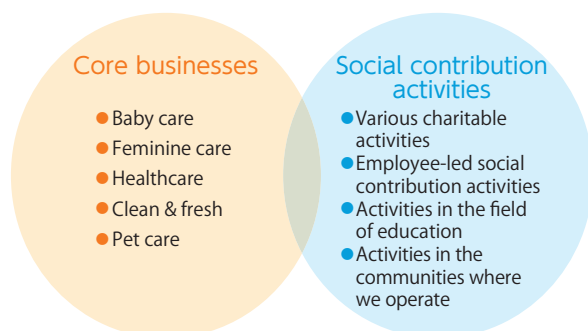 Core businesses
● Baby care
● Feminine care
● Healthcare
● Clean & fresh
● Pet care
Social contribution
activities
● Various charitable
activities
● Employee-led social
contribution activities
● Activities in the field
of education
● Activities in the
communities where
we operate